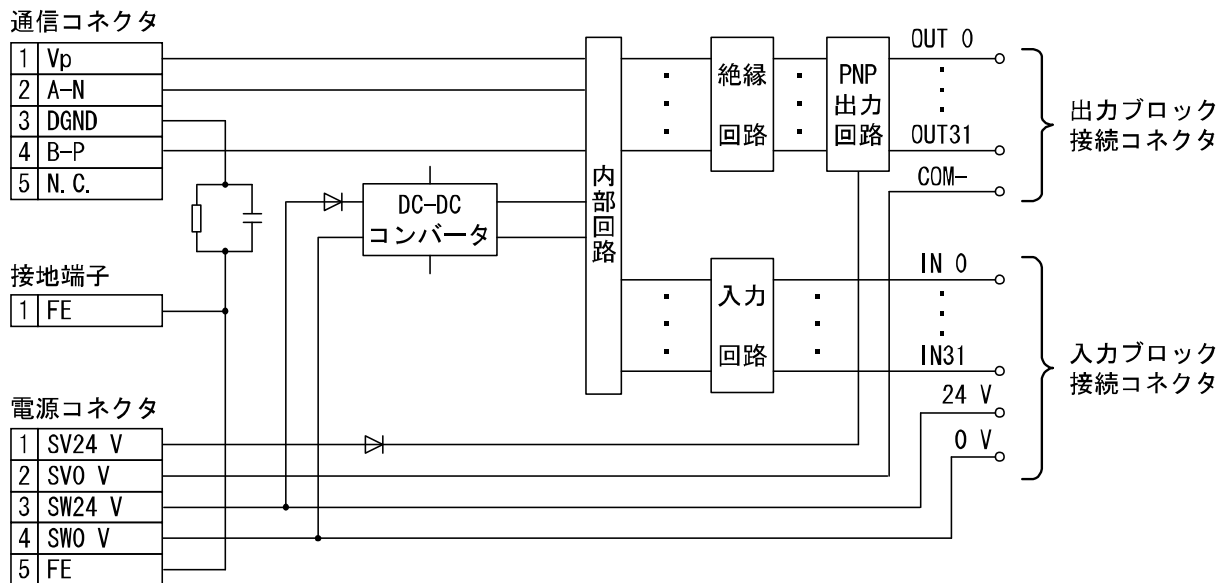 通信コネクタ
1 Vp
2 A-N
3 DGND
4 B-P
5 N.C.
接地端子
1 FE
電源コネクタ
1 SV24 V
2 SV0 V
3 SW24 V
4 SW0 V
5 FE
DC-DC
コンバータ
内部回路
絶縁
回路
PNP
出力
回路
入力
回路
OUT 0
OUT31
COM-
IN 0
IN31
24 V
0 V
出力ブロック
接続コネクタ
入力ブロック
接続コネクタ